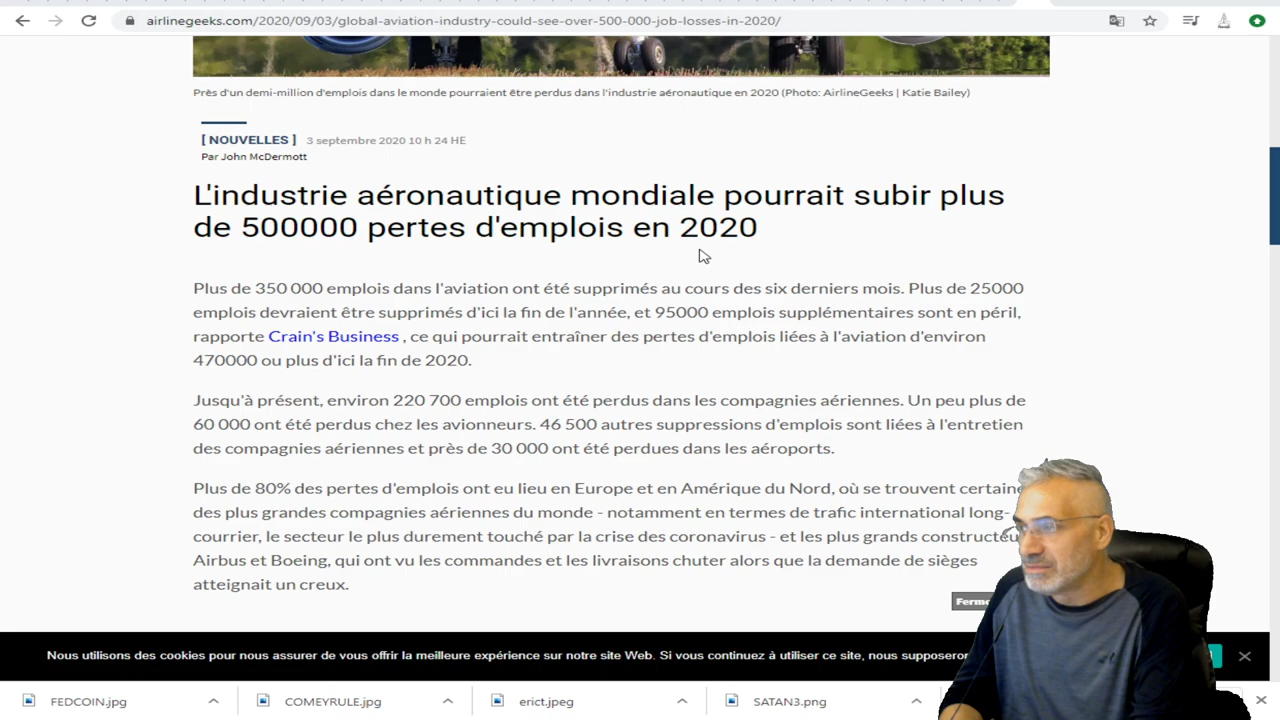 airlinegeeks.com/2020/09/03/global-aviation-industry-could-see-over-500-000-job-losses-in-2020/
Près d'un demi-million d'emplois dans le monde pourraient être perdus dans l'industrie aéronautique en 2020 (Photo: AirlineGeeks | Katie Bailey)
[ NOUVELLES ] 3 septembre 2020 10 h 24 HE
Par John McDermott
L'industrie aéronautique mondiale pourrait subir plus
de 500000 pertes d'emplois en 2020
Plus de 350 000 emplois dans l'aviation ont été supprimés au cours des six derniers mois. Plus de 25000
emplois devraient être supprimés d'ici la fin de l'année, et 95000 emplois supplémentaires sont en péril,
rapporte Crain's Business , ce qui pourrait entraîner des pertes d'emplois liées à l'aviation d'environ
470000 ou plus d'ici la fin de 2020.
Jusqu'à présent, environ 220 700 emplois ont été perdus dans les compagnies aériennes. Un peu plus de
60 000 ont été perdus chez les avionneurs. 46 500 autres suppressions d'emplois sont liées à l'entretien
des compagnies aériennes et près de 30 000 ont été perdues dans les aéroports.
Plus de 80% des pertes d'emplois ont eu lieu en Europe et en Amérique du Nord, où se trouvent certaine
des plus grandes compagnies aériennes du monde - notamment en termes de trafic international long-
courrier, le secteur le plus durement touché par la crise des coronavirus - et les plus grands constructeu
Airbus et Boeing, qui ont vu les commandes et les livraisons chuter alors que la demande de sièges
atteignait un creux.
Ferme
Nous utilisons des cookies pour nous assurer de vous offrir la meilleure expérience sur notre site Web. Si vous continuez à utiliser ce site, nous supposeron
FEDCOIN.jpg
COMEYRULE.jpg
erict.jpeg
SATAN3.png